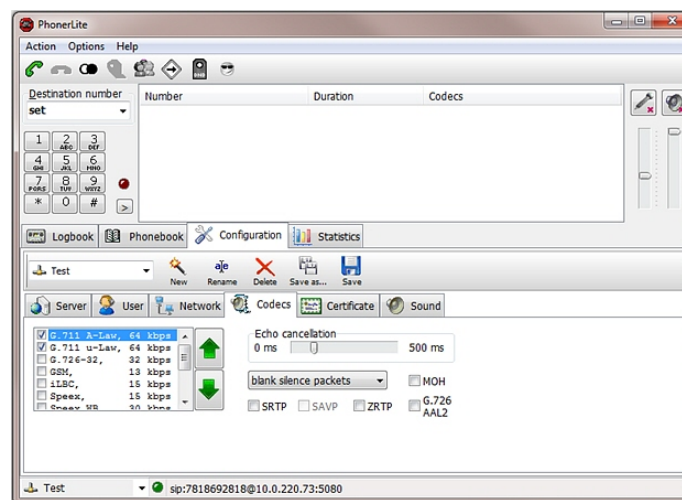 PhonerLite
Action Options Help
Destination number
set
Number Duration Codecs
1 2 ABC 3 DEF
4 GHI 5 JKL 6 MNO
7 PQRS 8 TUV 9 WXYZ
* 0 #
>
Logbook Phonebook Configuration Statistics
Test
New Rename Delete Save as... Save
Server User Network Codecs Certificate Sound
G.711 A-Law, 64 kbps
G.711 u-Law, 64 kbps
G.726-32, 32 kbps
GSM, 13 kbps
iLBC, 15 kbps
Speex, 15 kbps
Speex WB 30 kbps
Echo cancellation
0 ms 500 ms
blank silence packets MOH
SRTP SAVP ZRTP G.726 AAL2
Test sip:7818692818@10.0.220.73:5080